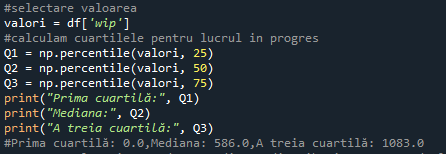 #selectare valoarea
valori = df['wip']
#calculam cuartilele pentru lucrul in progres
Q1 = np.percentile(valori, 25)
Q2 = np.percentile(valori, 50)
Q3 = np.percentile(valori, 75)
print("Prima cuartilă:", Q1)
print("Mediana:", Q2)
print("A treia cuartilă:", Q3)
#Prima cuartilă: 0.0,Mediana: 586.0,A treia cuartilă: 1083.0